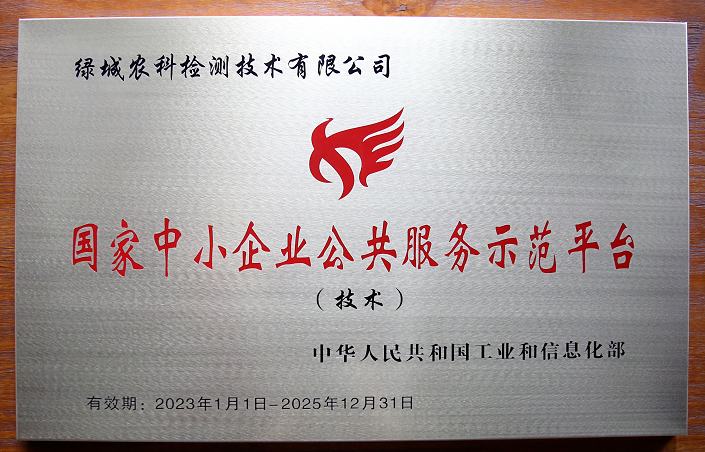 绿城农科检测技术有限公司
国家中小企业公共服务示范平台
（技术）
中华人民共和国工业和信息化部
有效期：2023年1月1日-2025年12月31日